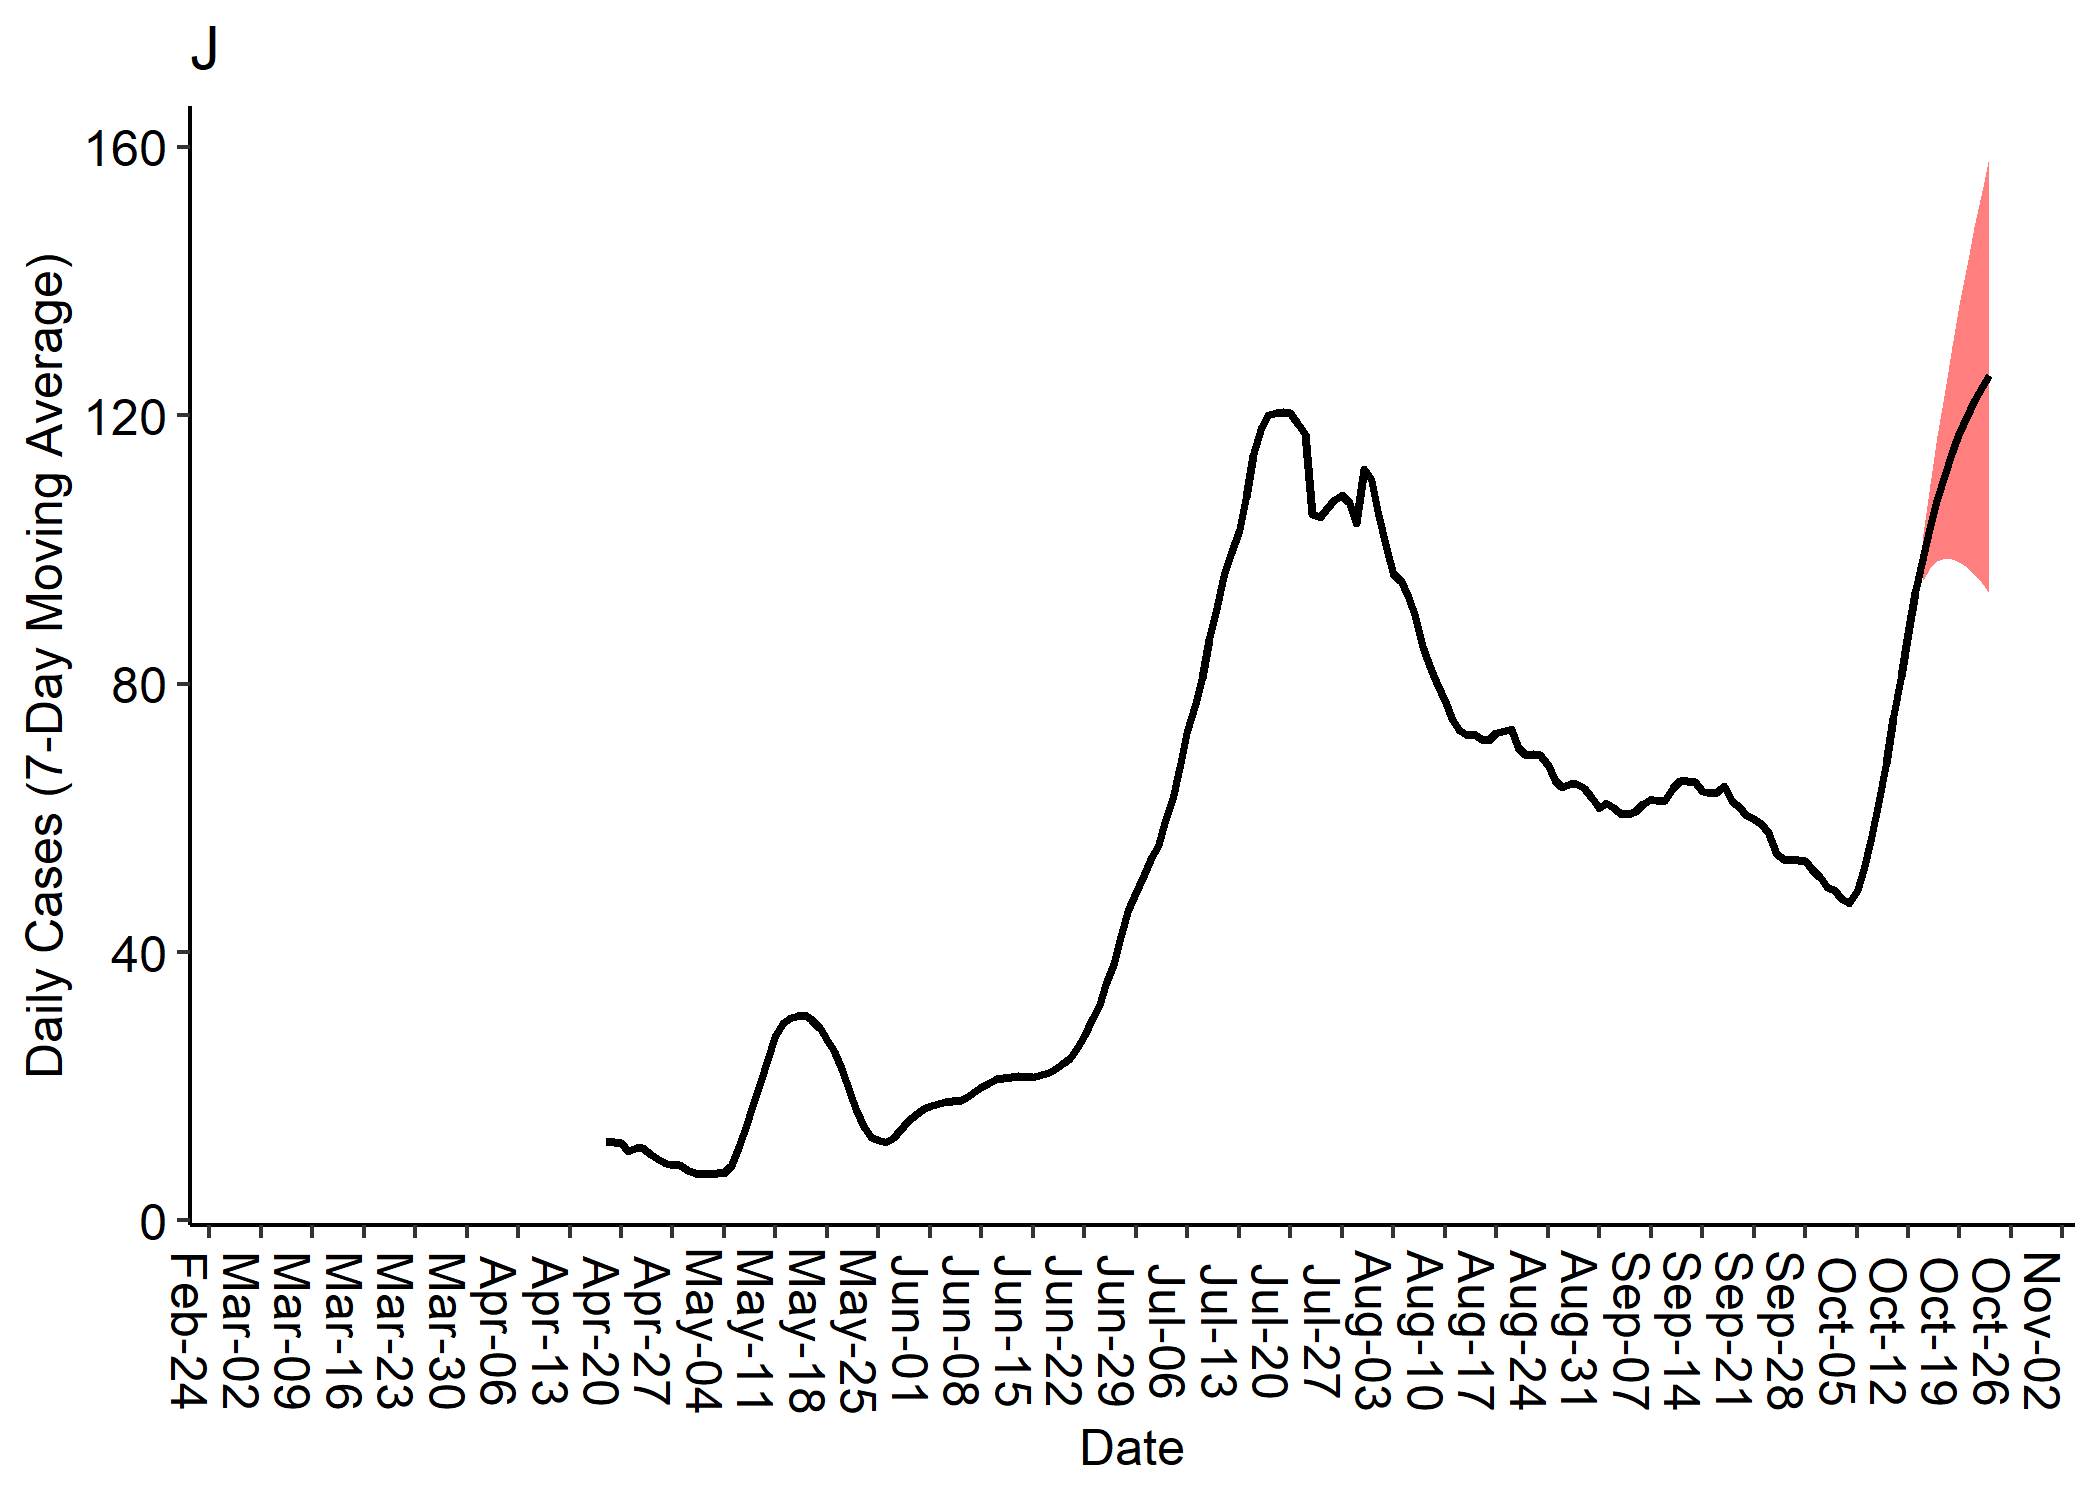 J
Daily Cases (7-Day Moving Average)
160
120
80
40
0
Feb-24
Mar-02
Mar-09
Mar-16
Mar-23
Mar-30
Apr-06
Apr-13
Apr-20
Apr-27
May-04
May-11
May-18
May-25
Jun-01
Jun-08
Jun-15
Jun-22
Jun-29
Jul-06
Jul-13
Jul-20
Jul-27
Aug-03
Aug-10
Aug-17
Aug-24
Aug-31
Sep-07
Sep-14
Sep-21
Sep-28
Oct-05
Oct-12
Oct-19
Oct-26
Nov-02
Date